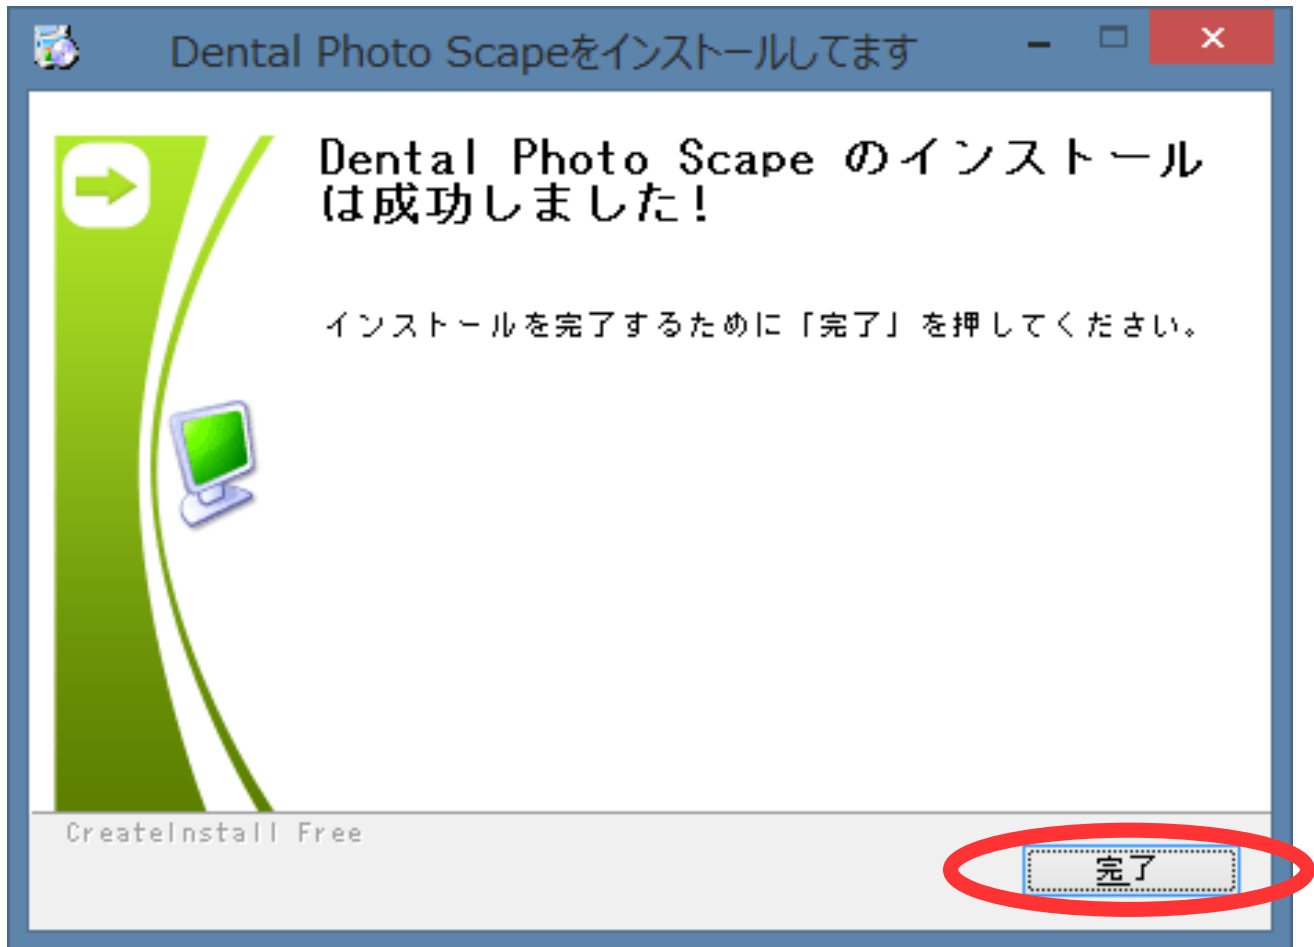 Dental Photo Scapeをインストールしてます
Dental Photo Scape のインストール
は成功しました!
インストールを完了するために「完了」を押してください。
CreateInstall Free
完了